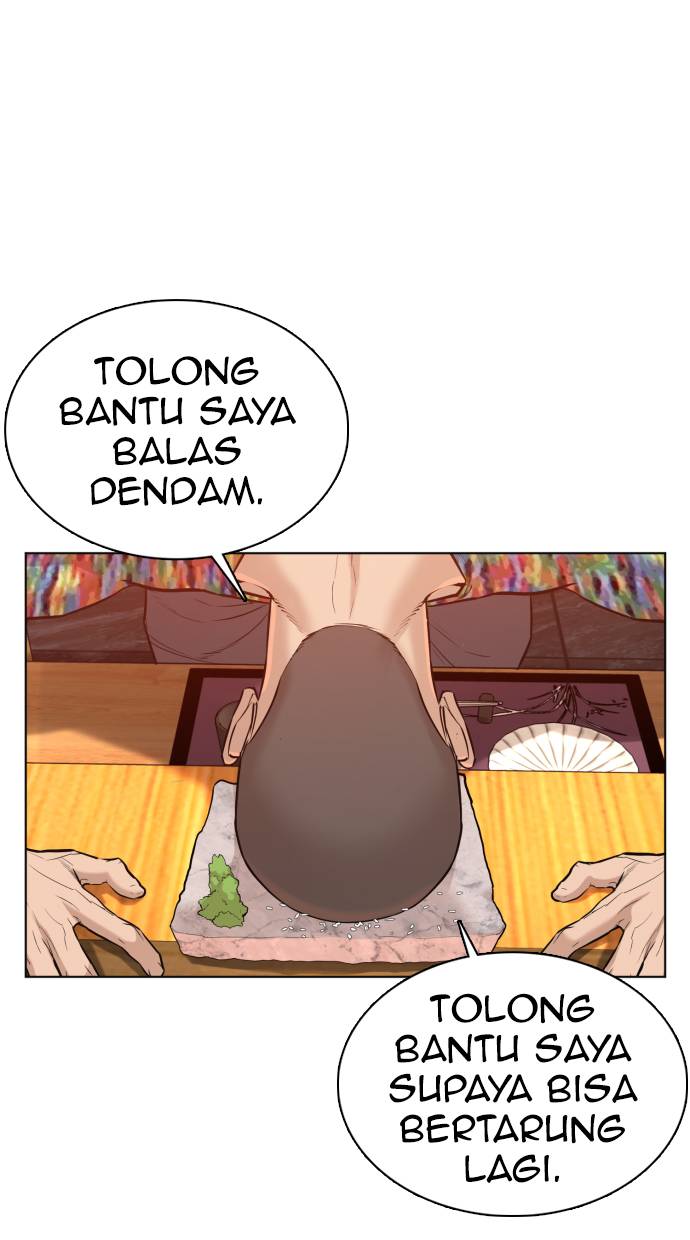 TOLONG
BANTU SAYA
BALAS
DENDAM.
TOLONG
BANTU SAYA
SUPAYA BISA
BERTARUNG
LAGI.